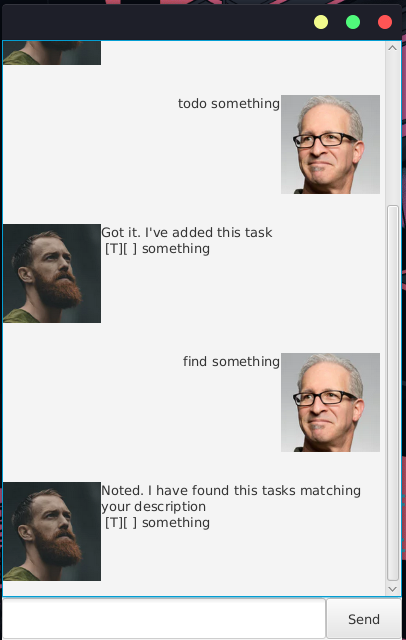 todo something
Got it. I've added this task
[T][ ] something
find something
Noted. I have found this tasks matching
your description
[T][ ] something
Send